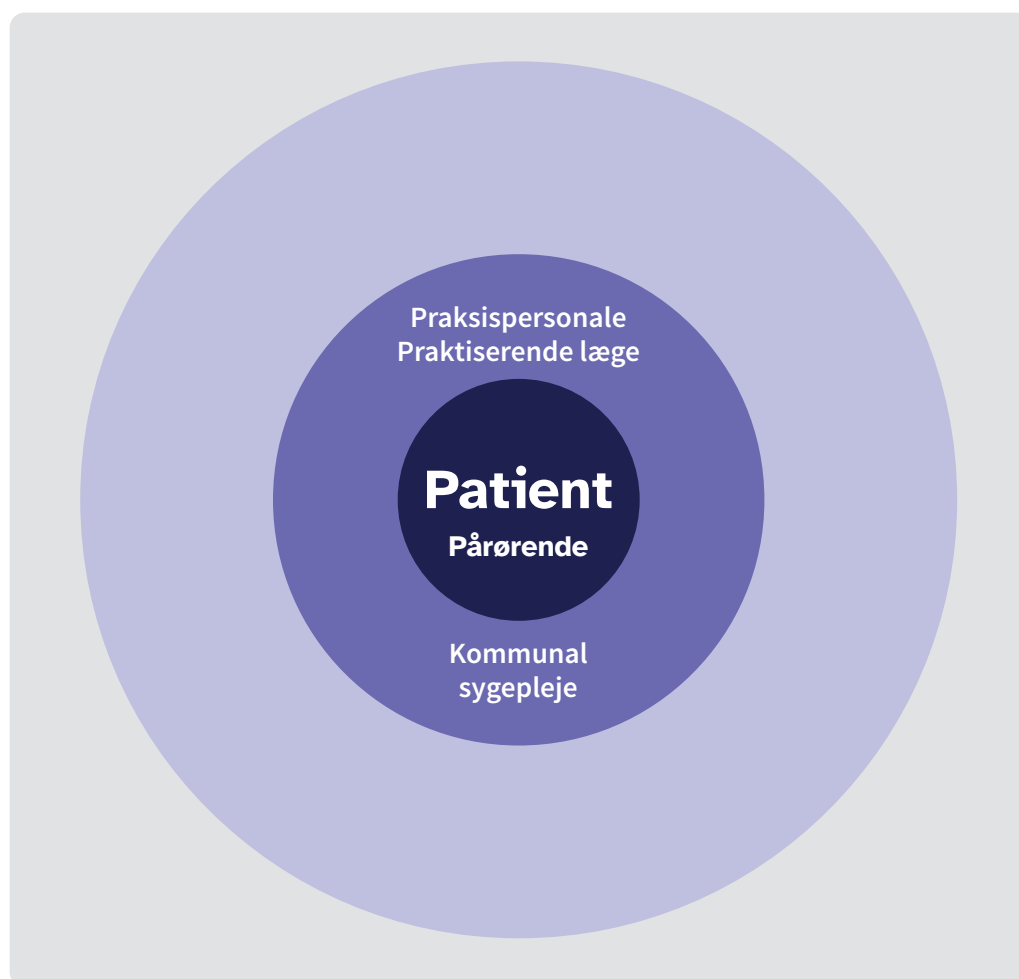 Praksispersonale
Praktiserende læge
Patient
Pårørende
Kommunal
sygepleje